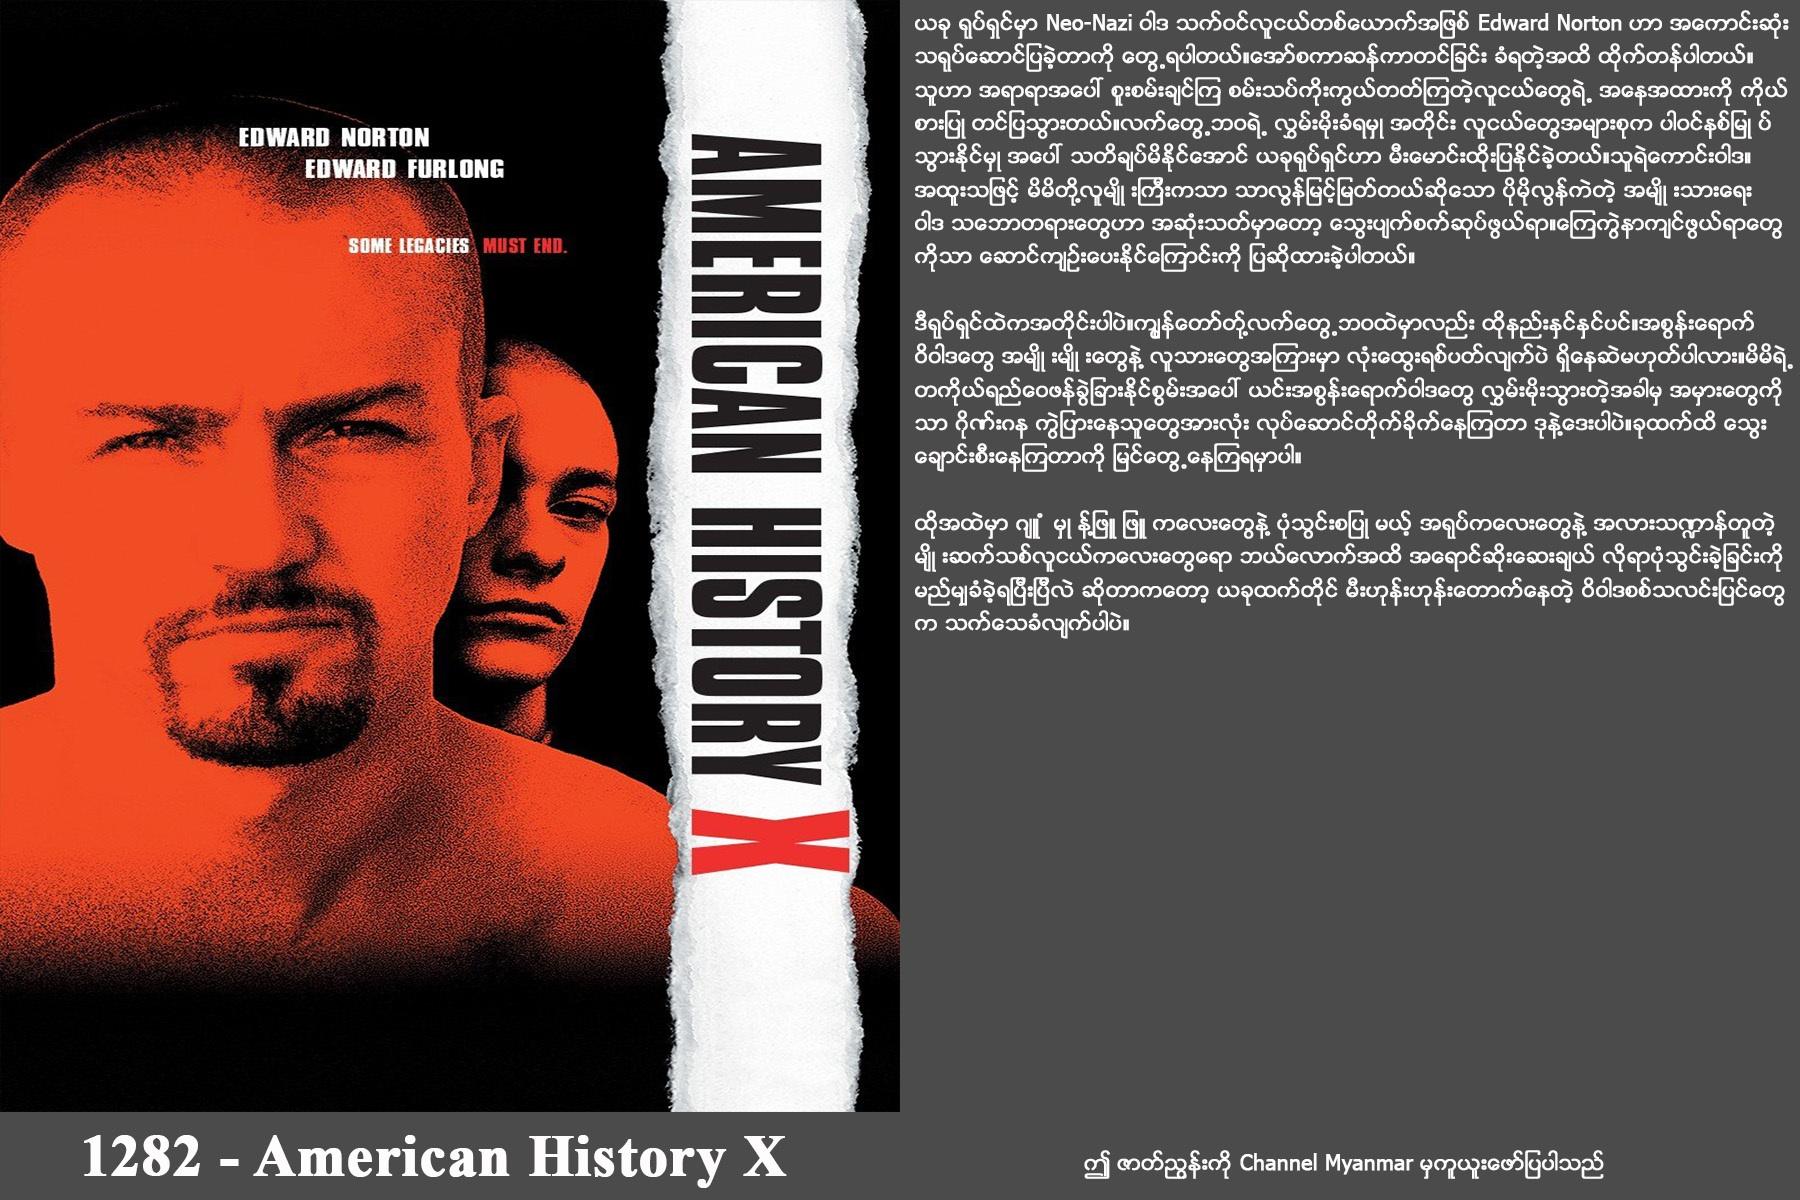 EDWARD NORTON
EDWARD FURLONG
SOME LEGACIES MUST END.
AMERICAN HISTORY X
1282 - American History X
ယခု ရုပ်ရှင်မှာ Neo-Nazi ဝါဒ သက်ဝင်လူငယ်တစ်ယောက်အဖြစ် Edward Norton ဟာ အကောင်းဆုံး
သရုပ်ဆောင်ပြခဲ့တာကို တွေ့ရပါတယ်။အော်စကာဆန်ကာတင်ခြင်း ခံရတဲ့အထိ ထိုက်တန်ပါတယ်။
သူဟာ အရာရာအပေါ် စူးစမ်းချင်ကြ စမ်းသပ်ကိုးကွယ်တတ်ကြတဲ့လူငယ်တွေရဲ့ အနေအထားကို ကိုယ်
စားပြု တင်ပြသွားတယ်။လက်တွေ့ဘဝရဲ့ လွှမ်းမိုးခံရမှု အတိုင်း လူငယ်တွေအများစုက ပါဝင်နစ်မြု ပ်
သွားနိုင်မှု အပေါ် သတိချပ်မိနိုင်အောင် ယခုရုပ်ရှင်ဟာ မီးမောင်းထိုးပြနိုင်ခဲ့တယ်။သူရဲကောင်းဝါဒ။
အထူးသဖြင့် မိမိတို့လူမျို းကြီးကသာ သာလွန်မြင့်မြတ်တယ်ဆိုသော ပိုမိုလွန်ကဲတဲ့ အမျို းသားရေး
ဝါဒ သဘောတရားတွေဟာ အဆုံးသတ်မှာတော့ သွေးပျက်စက်ဆုပ်ဖွယ်ရာ။ကြေကွဲနာကျင်ဖွယ်ရာတွေ
ကိုသာ ဆောင်ကျဉ်းပေးနိုင်ကြောင်းကို ပြဆိုထားခဲ့ပါတယ်။
ဒီရုပ်ရှင်ထဲကအတိုင်းပါပဲ။ကျွန်တော်တို့လက်တွေ့ဘဝထဲမှာလည်း ထိုနည်းနှင်နှင်ပင်။အစွန်းရောက်
ဝိဝါဒတွေ အမျို းမျို းတွေနဲ့ လူသားတွေအကြားမှာ လုံးထွေးရစ်ပတ်လျက်ပဲ ရှိနေဆဲမဟုတ်ပါလား။မိမိရဲ့
တကိုယ်ရည်ဝေဖန်ခွဲခြားနိုင်စွမ်းအပေါ် ယင်းအစွန်းရောက်ဝါဒတွေ လွှမ်းမိုးသွားတဲ့အခါမှ အမှားတွေကို
သာ ဂိုဏ်းဂန ကွဲပြားနေသူတွေအားလုံး လုပ်ဆောင်တိုက်ခိုက်နေကြတာ ဒုနဲ့ဒေးပါပဲ။ခုထက်ထိ သွေး
ချောင်းစီးနေကြတာကို မြင်တွေ့နေကြရမှာပါ။
ထိုအထဲမှာ ဂျုံ မှု န့်ဖြူ ဖြူ ကလေးတွေနဲ့ ပုံသွင်းစပြု မယ့် အရုပ်ကလေးတွေနဲ့ အလားသဏ္ဌာန်တူတဲ့
မျို းဆက်သစ်လူငယ်ကလေးတွေရော ဘယ်လောက်အထိ အရောင်ဆိုးဆေးချယ် လိုရာပုံသွင်းခဲ့ခြင်းကို
မည်မျှခံခဲ့ရပြီးပြီလဲ ဆိုတာကတော့ ယခုထက်တိုင် မီးဟုန်းဟုန်းတောက်နေတဲ့ ဝိဝါဒစစ်သလင်းပြင်တွေ
က သက်သေခံလျက်ပါပဲ။
ဤ ဇာတ်ညွှန်းကို Channel Myanmar မှကူယူးဖော်ပြပါသည်